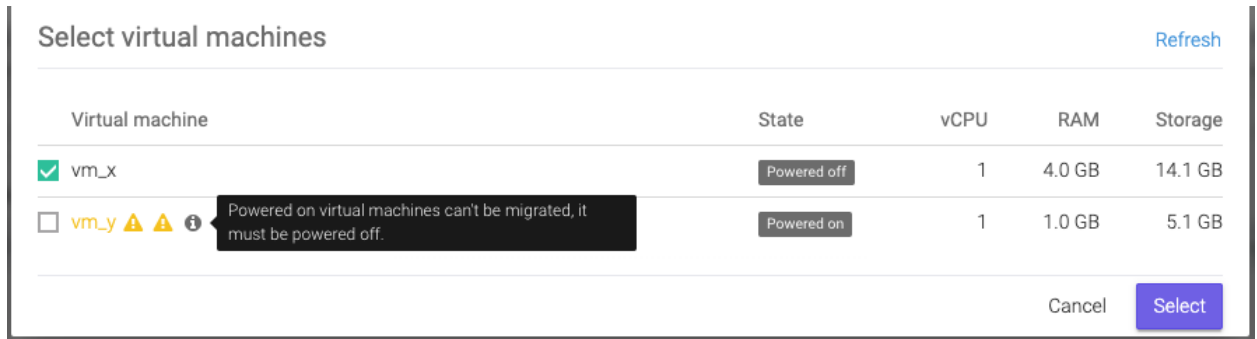 Select virtual machines Refresh
Virtual machine State vCPU RAM Storage
vm_x Powered off 1 4.0 GB 14.1 GB
vm_y Powered on virtual machines can't be migrated, it must be powered off. Powered on 1 1.0 GB 5.1 GB
Cancel Select